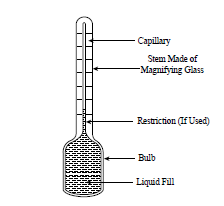 Capillary
Stem Made of
Magnifying Glass
Restriction (If Used)
Bulb
Liquid Fill